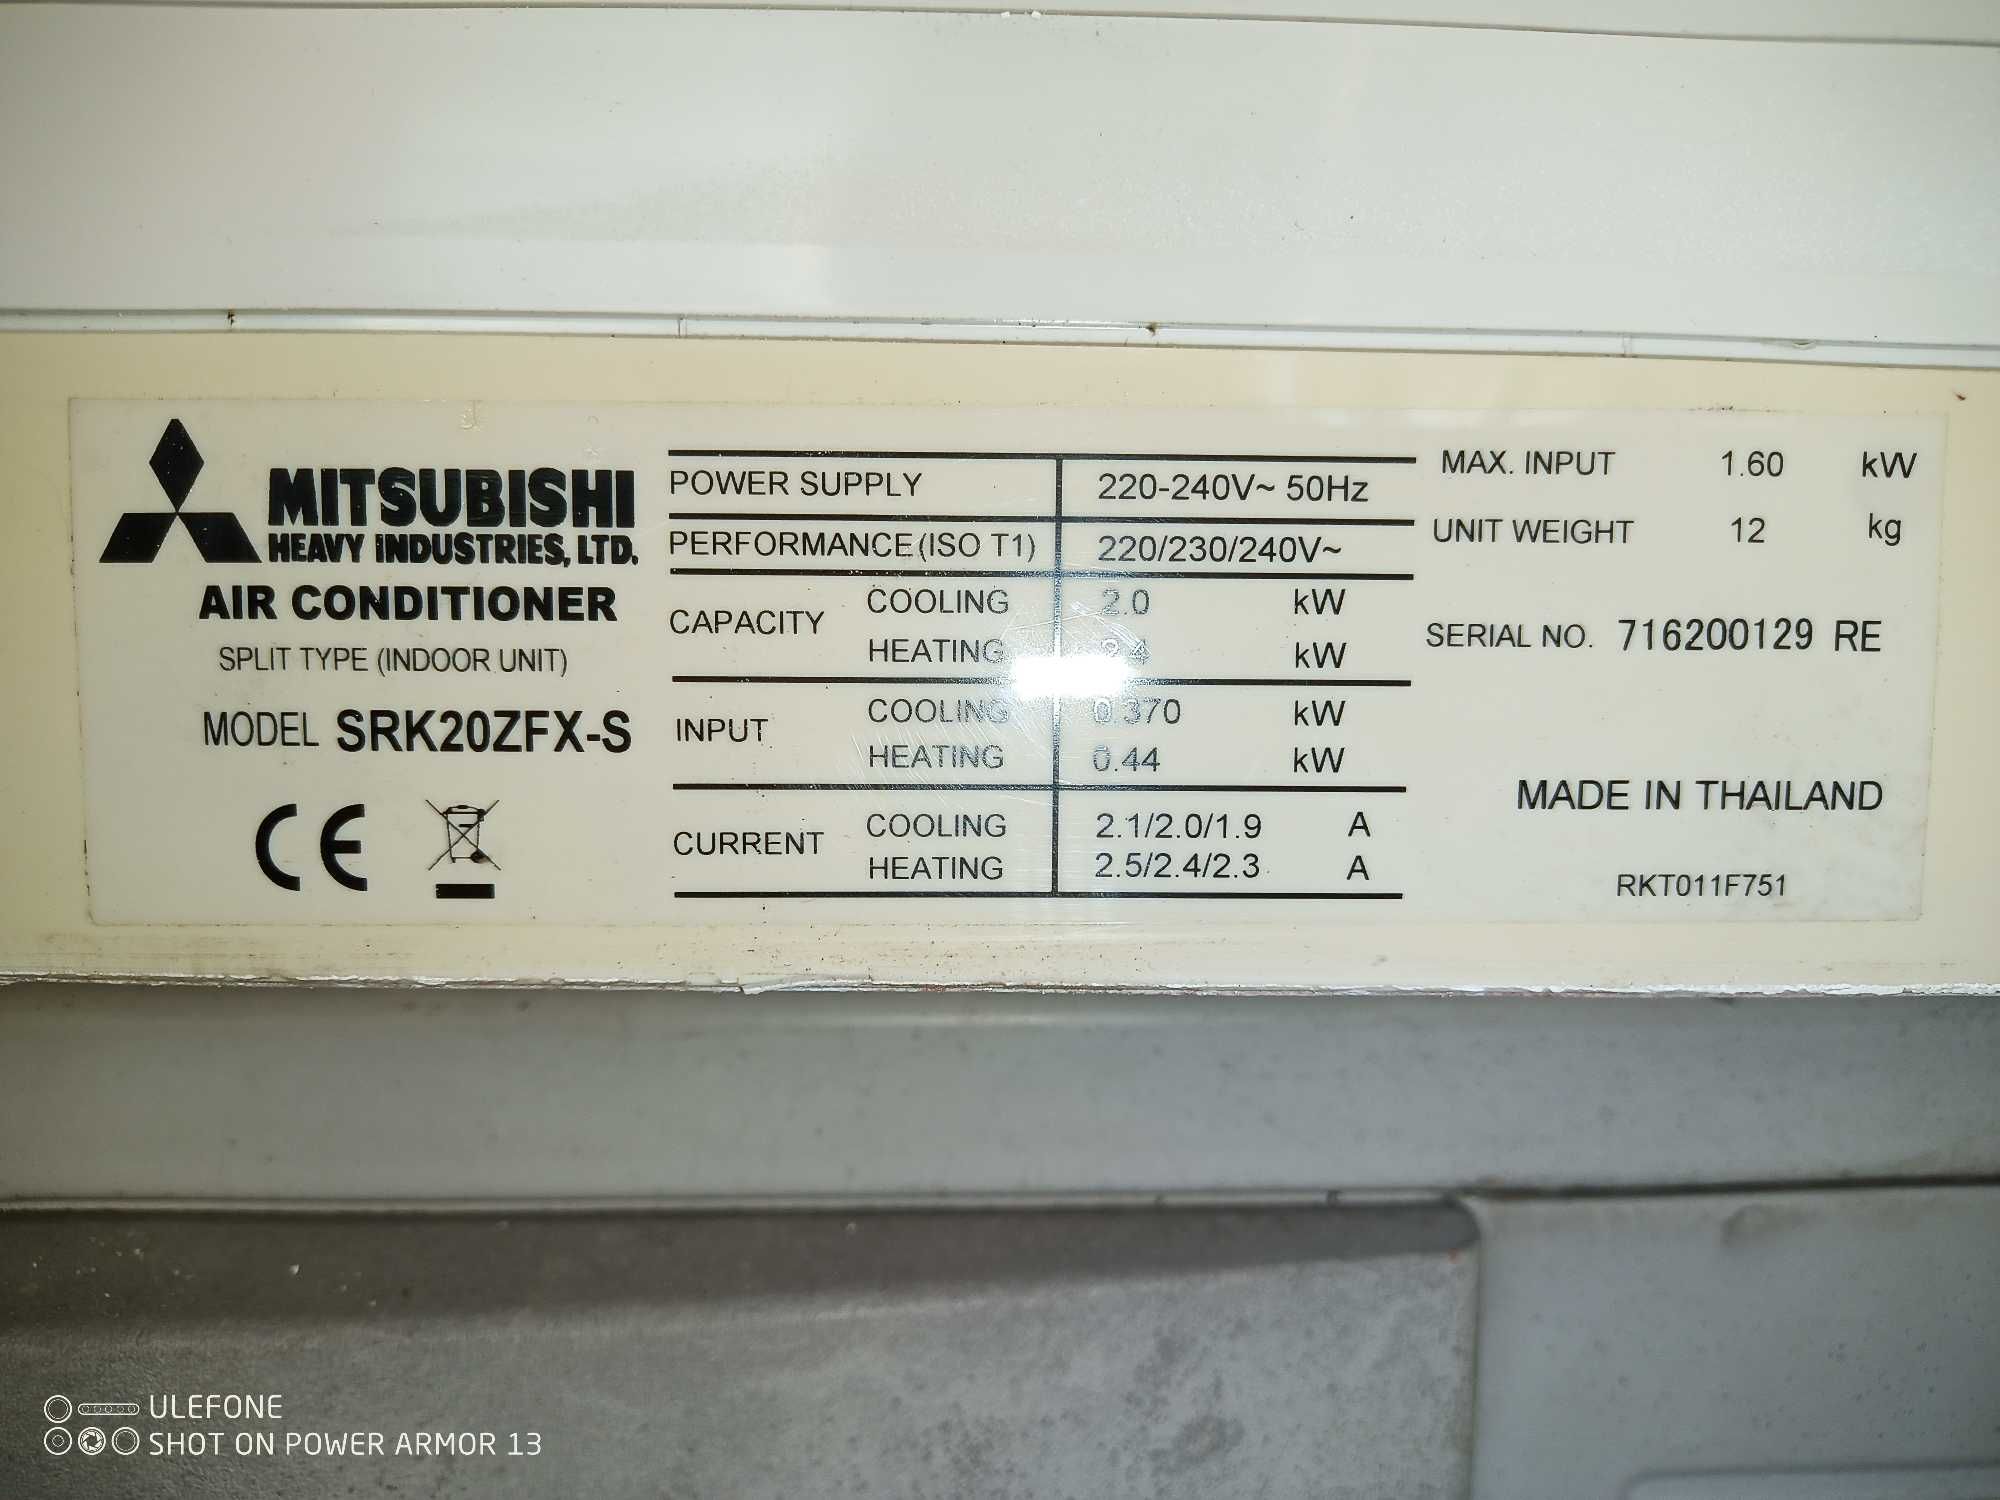 MITSUBISHI
HEAVY INDUSTRIES, LTD.
AIR CONDITIONER
SPLIT TYPE (INDOOR UNIT)
MODEL SRK20ZFX-S
CE
POWER SUPPLY 220-240V~ 50Hz
PERFORMANCE(ISO T1) 220/230/240V~
CAPACITY COOLING 2.0 kW
HEATING 2.4 kW
INPUT COOLING 0.370 kW
HEATING 0.44 kW
CURRENT COOLING 2.1/2.0/1.9 A
HEATING 2.5/2.4/2.3 A
MAX. INPUT 1.60 kW
UNIT WEIGHT 12 kg
SERIAL NO. 716200129 RE
MADE IN THAILAND
RKT011F751
ULEFONE
SHOT ON POWER ARMOR 13